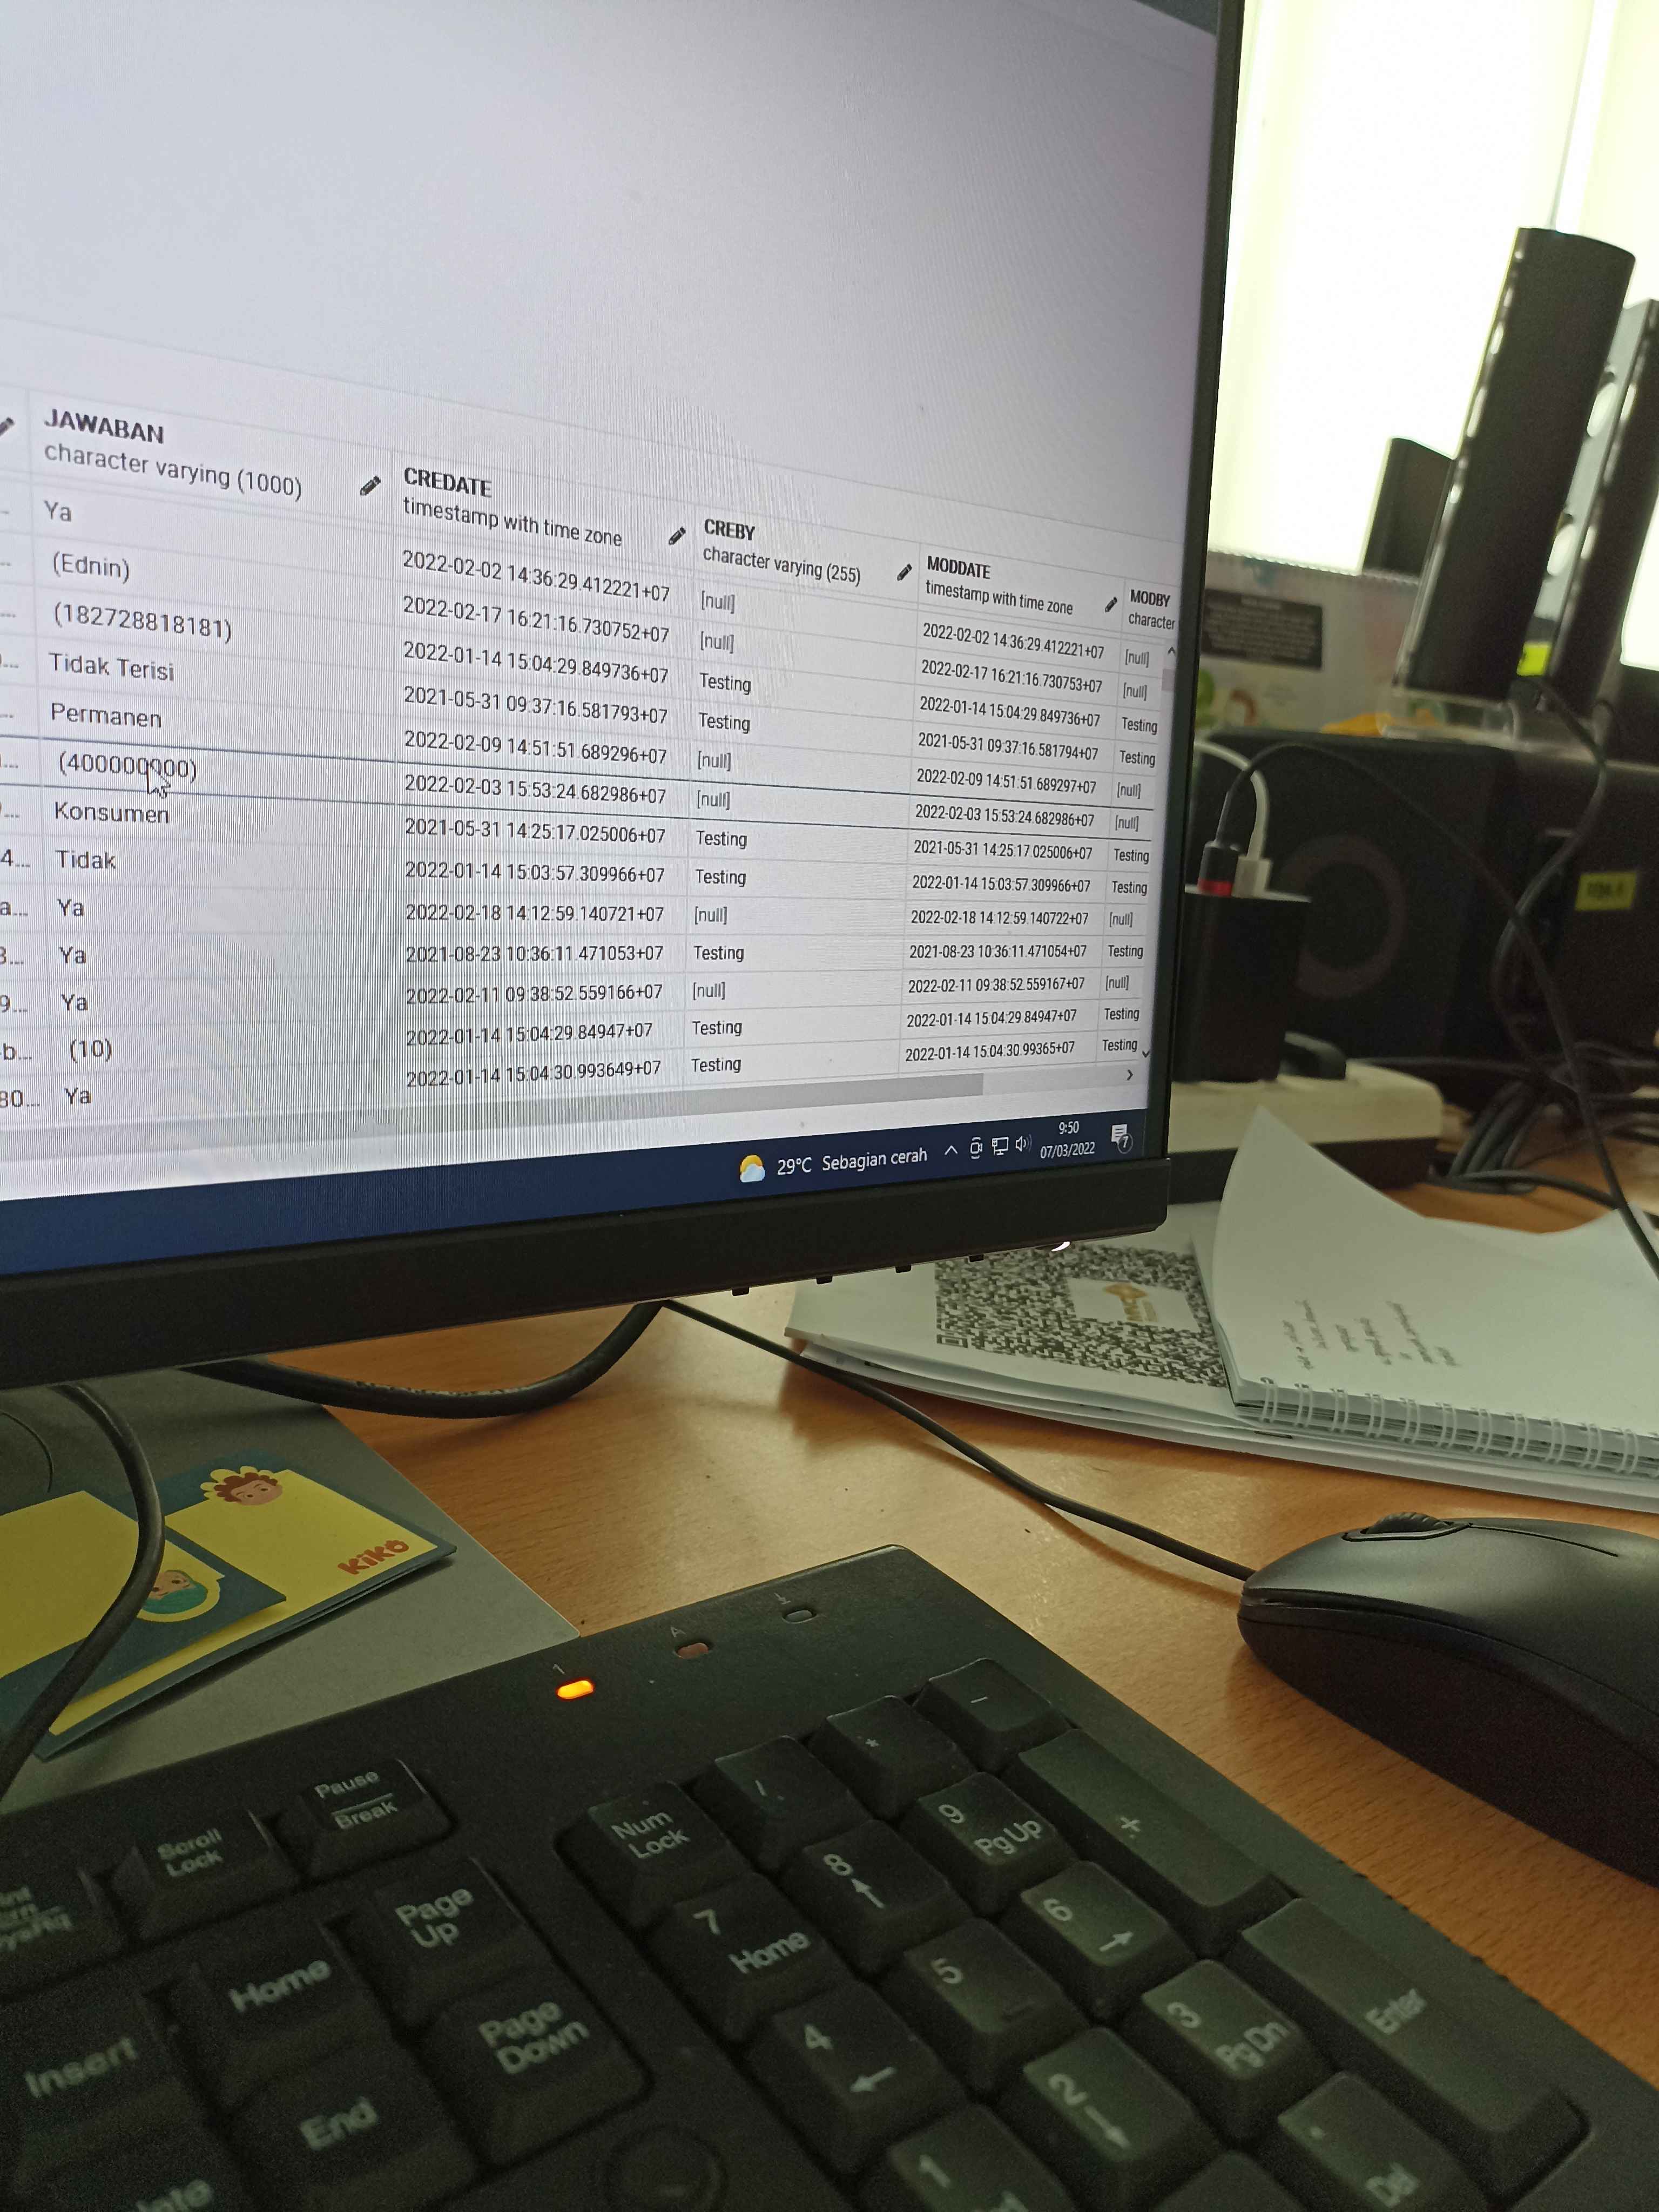 JAWABAN
character varying (1000)
CREDATE
timestamp with time zone
CREBY
character varying (255)
MODDATE
timestamp with time zone
MODBY
character
Ya 2022-02-02 14:36:29.412221+07 [null] 2022-02-02 14:36:29.412221+07 [null]
(Ednin) 2022-02-17 16:21:16.730752+07 [null] 2022-02-17 16:21:16.730753+07 [null]
(182728818181) 2022-01-14 15:04:29.849736+07 Testing 2022-01-14 15:04:29.849736+07 Testing
Tidak Terisi 2021-05-31 09:37:16.581793+07 Testing 2021-05-31 09:37:16.581794+07 Testing
Permanen 2022-02-09 14:51:51.689296+07 [null] 2022-02-09 14:51:51.689297+07 [null]
(400000000) 2022-02-03 15:53:24.682986+07 [null] 2022-02-03 15:53:24.682986+07 [null]
Konsumen 2021-05-31 14:25:17.025006+07 Testing 2021-05-31 14:25:17.025006+07 Testing
4... Tidak 2022-01-14 15:03:57.309966+07 Testing 2022-01-14 15:03:57.309966+07 Testing
a... Ya 2022-02-18 14:12:59.140721+07 [null] 2022-02-18 14:12:59.140722+07 [null]
3... Ya 2021-08-23 10:36:11.471053+07 Testing 2021-08-23 10:36:11.471054+07 Testing
9... Ya 2022-02-11 09:38:52.559166+07 [null] 2022-02-11 09:38:52.559167+07 [null]
b... (10) 2022-01-14 15:04:29.84947+07 Testing 2022-01-14 15:04:29.84947+07 Testing
80... Ya 2022-01-14 15:04:30.993649+07 Testing 2022-01-14 15:04:30.99365+07 Testing
29°C Sebagian cerah
9:50
07/03/2022
7
KIKO
1
A
Pause
Break
Scroll
Lock
Num
Lock
/
*
-
Insert
Home
Page
Up
7
Home
8
9
Pg Up
+
End
Page
Down
4
5
6
1
2
3
Pg Dn
Enter
.
Del